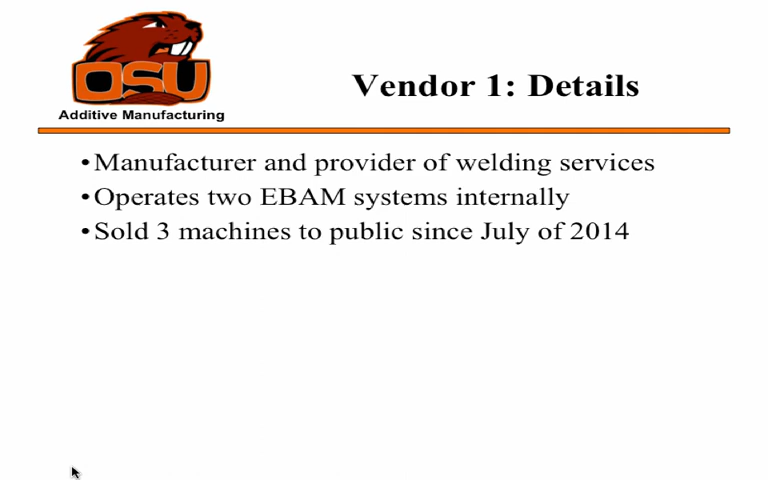 OSU
Additive Manufacturing
Vendor 1: Details
•Manufacturer and provider of welding services
•Operates two EBAM systems internally
•Sold 3 machines to public since July of 2014